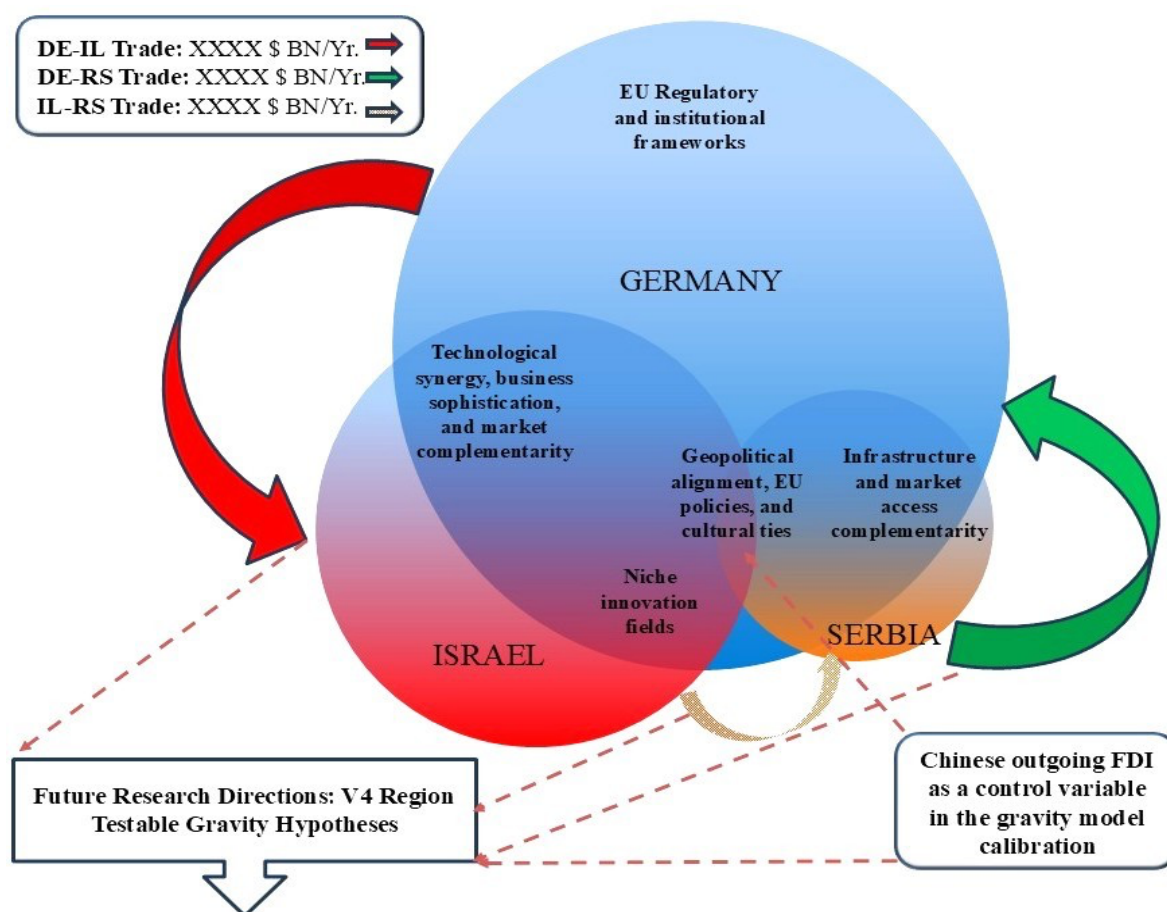 DE-IL Trade: XXXX $ BN/Yr.
DE-RS Trade: XXXX $ BN/Yr.
IL-RS Trade: XXXX $ BN/Yr.
EU Regulatory
and institutional
frameworks
GERMANY
Technological
synergy, business
sophistication,
and market
complementarity
Geopolitical
alignment, EU
policies, and
cultural ties
Infrastructure
and market
access
complementarity
Niche
innovation
fields
ISRAEL
SERBIA
Future Research Directions: V4 Region
Testable Gravity Hypotheses
Chinese outgoing FDI
as a control variable
in the gravity model
calibration